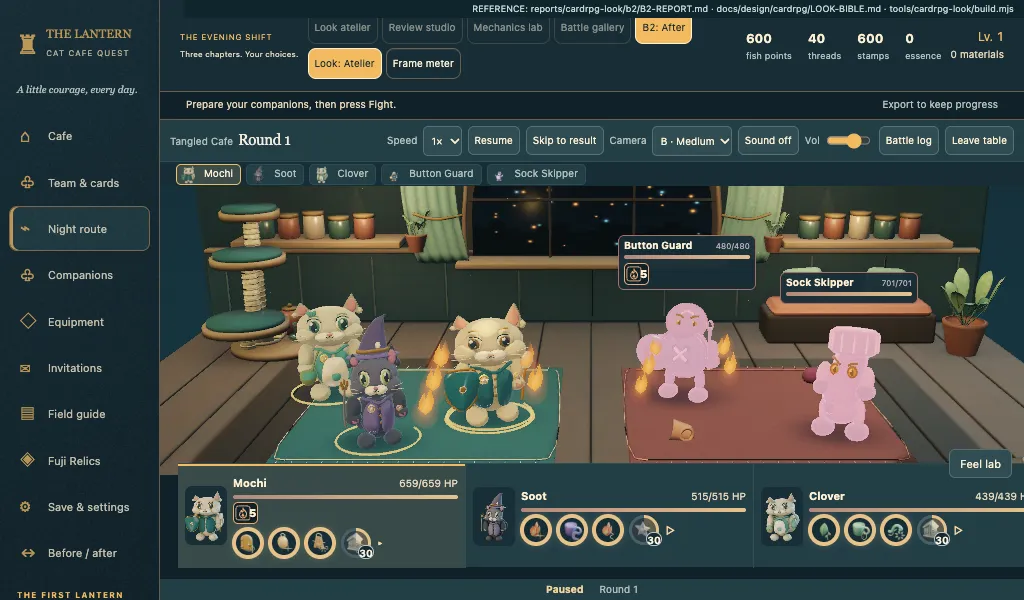 REFERENCE: reports/cardrpg-look/b2/B2-REPORT.md · docs/design/cardrpg/LOOK-BIBLE.md · tools/cardrpg-look/build.mjs
THE LANTERN
CAT CAFE QUEST
A little courage, every day.
Cafe
Team & cards
Night route
Companions
Equipment
Invitations
Field guide
Fuji Relics
Save & settings
Before / after
THE FIRST LANTERN
THE EVENING SHIFT
Three chapters. Your choices.
Look atelier
Review studio
Mechanics lab
Battle gallery
B2: After
Look: Atelier
Frame meter
600
fish points
40
threads
600
stamps
0
essence
Lv. 1
0 materials
Prepare your companions, then press Fight.
Export to keep progress
Tangled Cafe Round 1
Speed
1x
Resume
Skip to result
Camera
B · Medium
Sound off
Vol
Battle log
Leave table
Mochi
Soot
Clover
Button Guard
Sock Skipper
Button Guard 480/480
5
Sock Skipper 701/701
Feel lab
Mochi 659/659 HP
5
30
Soot 515/515 HP
30
Clover 439/439 H
30
Paused Round 1